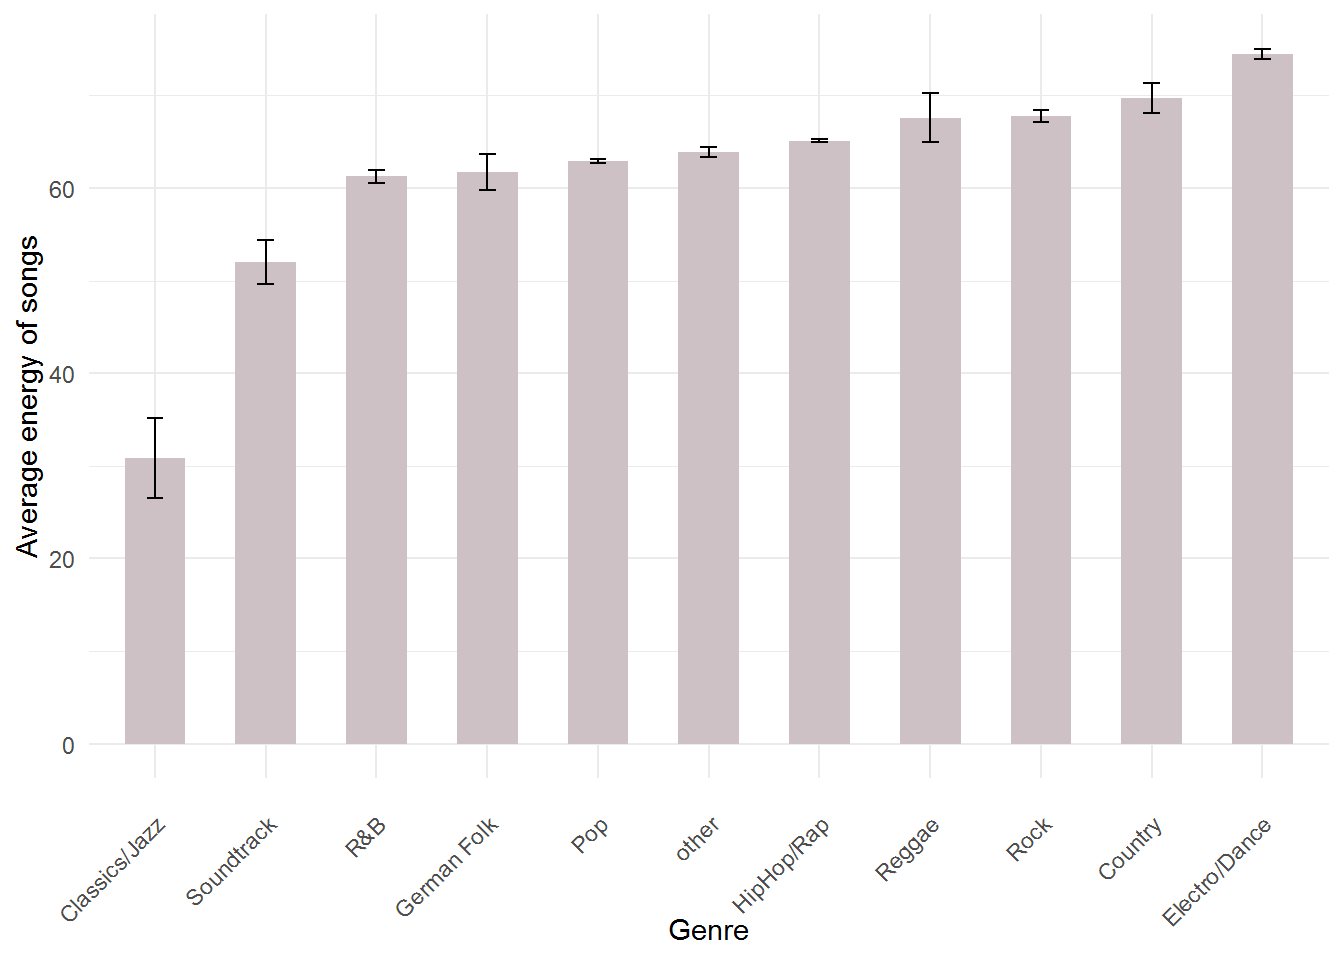 Average energy of songs
60
40
20
0
Classics/Jazz
Soundtrack
R&B
German Folk
Pop
other
HipHop/Rap
Reggae
Rock
Country
Electro/Dance
Genre